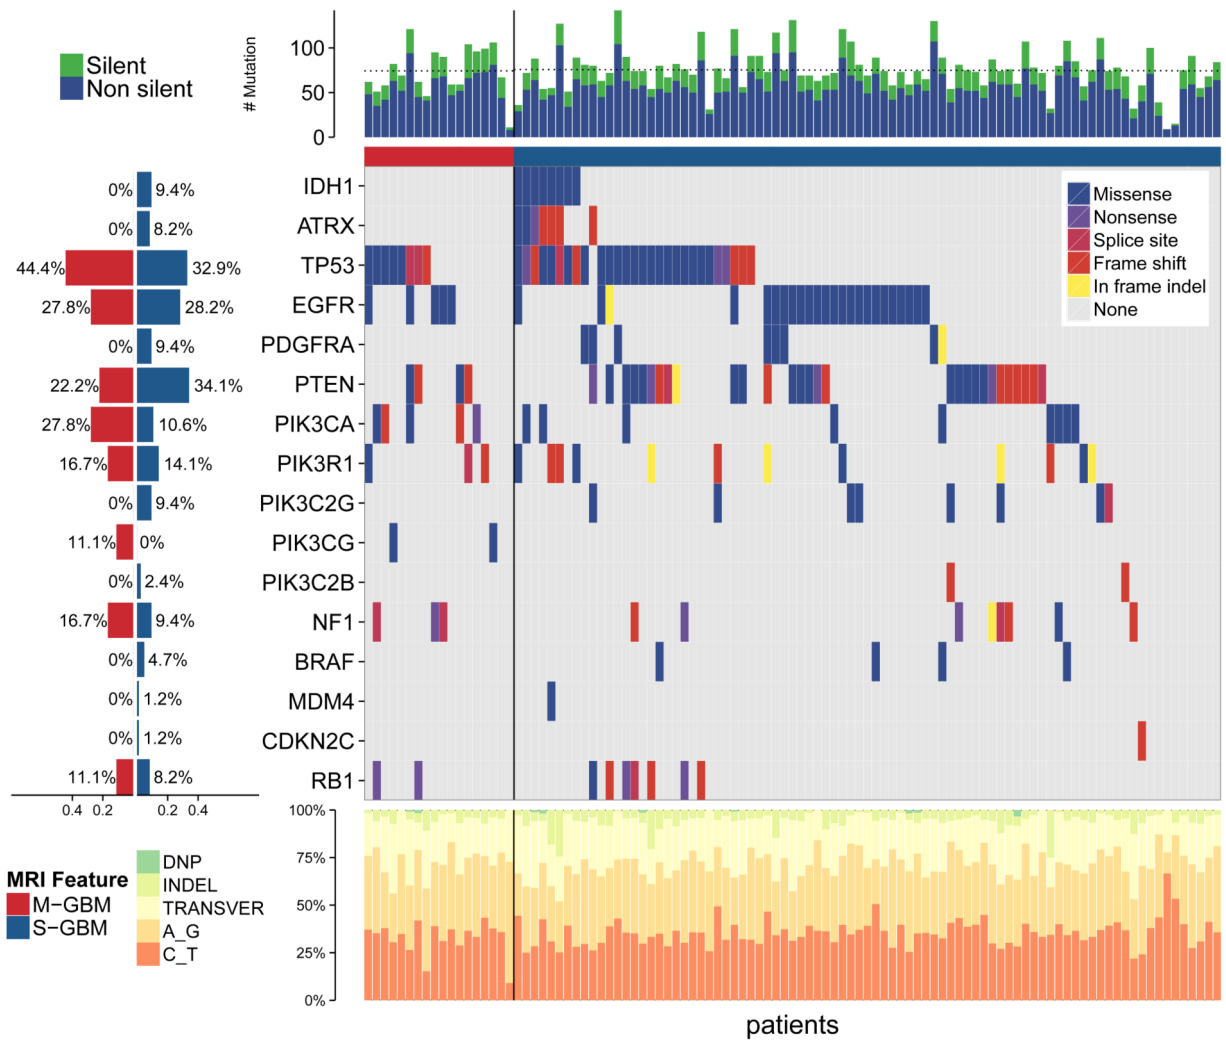 Silent
Non silent
# Mutation
100
50
0
0% 9.4% IDH1
0% 8.2% ATRX
44.4% 32.9% TP53
27.8% 28.2% EGFR
0% 9.4% PDGFRA
22.2% 34.1% PTEN
27.8% 10.6% PIK3CA
16.7% 14.1% PIK3R1
0% 9.4% PIK3C2G
11.1% 0% PIK3CG
0% 2.4% PIK3C2B
16.7% 9.4% NF1
0% 4.7% BRAF
0% 1.2% MDM4
0% 1.2% CDKN2C
11.1% 8.2% RB1
0.4 0.2 0.2 0.4
Missense
Nonsense
Splice site
Frame shift
In frame indel
None
MRI Feature
M−GBM
S−GBM
DNP
INDEL
TRANSVER
A_G
C_T
100%
75%
50%
25%
0%
patients